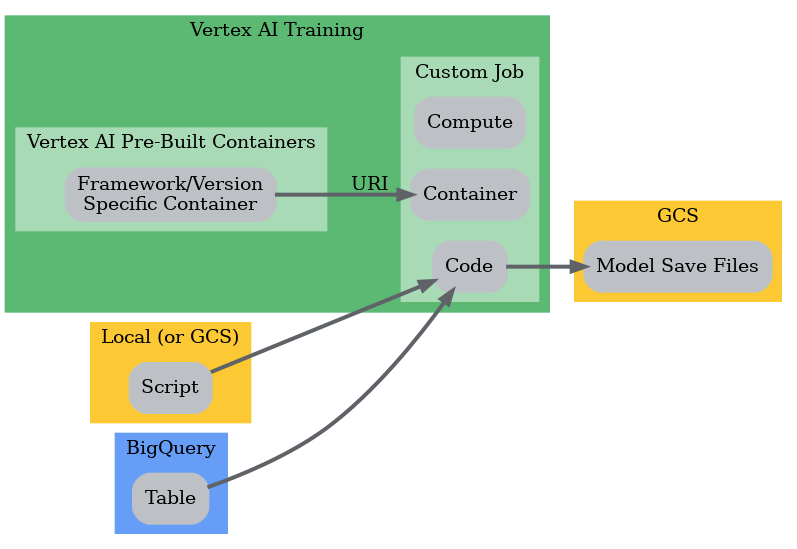 Vertex AI Training
Custom Job
Compute
Vertex AI Pre-Built Containers
Framework/Version
Specific Container
URI
Container
Code
GCS
Model Save Files
Local (or GCS)
Script
BigQuery
Table